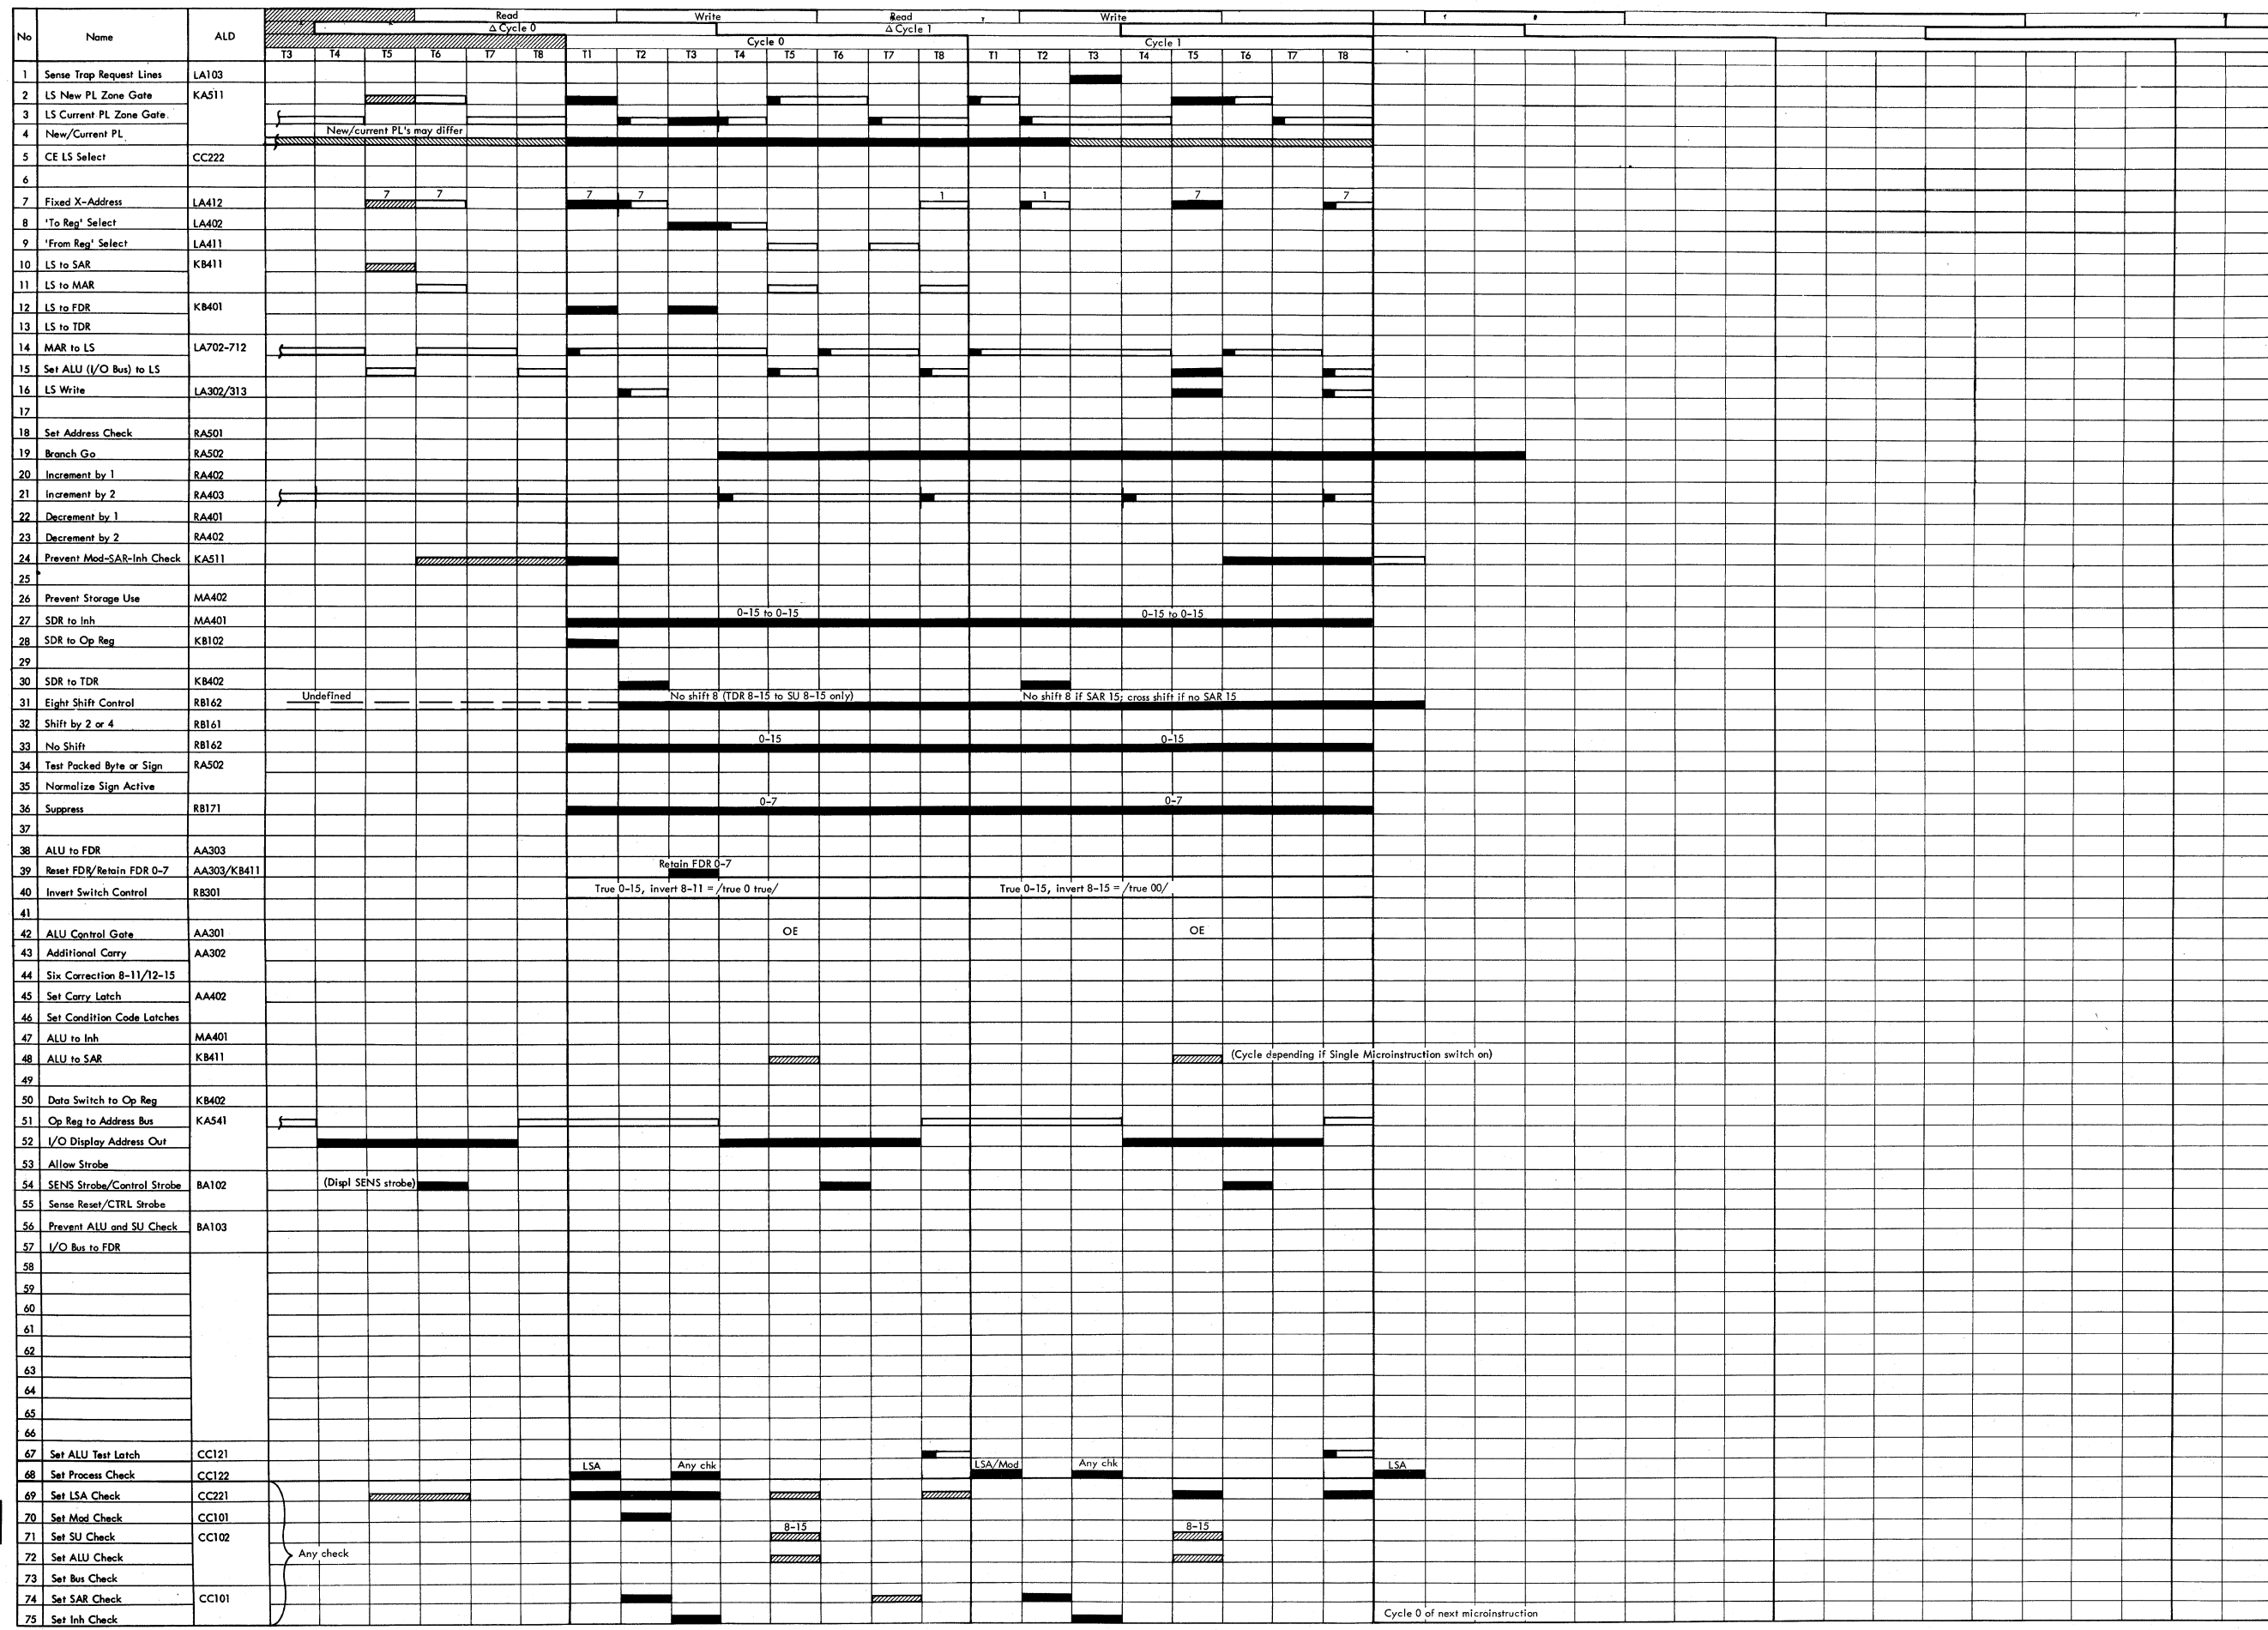 Read Write Read Write
No Name ALD Δ Cycle 0 Δ Cycle 1
Cycle 0 Cycle 1
T3 T4 T5 T6 T7 T8 T1 T2 T3 T4 T5 T6 T7 T8 T1 T2 T3 T4 T5 T6 T7 T8
1 Sense Trap Request Lines LA103
2 LS New PL Zone Gate KA511
3 LS Current PL Zone Gate.
4 New/Current PL New/current PL's may differ
5 CE LS Select CC222
6
7 Fixed X-Address LA412 7 7 7 7 1 1 7 7
8 'To Reg' Select LA402
9 'From Reg' Select LA411
10 LS to SAR KB411
11 LS to MAR
12 LS to FDR KB401
13 LS to TDR
14 MAR to LS LA702-712
15 Set ALU (I/O Bus) to LS
16 LS Write LA302/313
17
18 Set Address Check RA501
19 Branch Go RA502
20 Increment by 1 RA402
21 Increment by 2 RA403
22 Decrement by 1 RA401
23 Decrement by 2 RA402
24 Prevent Mod-SAR-Inh Check KA511
25
26 Prevent Storage Use MA402
27 SDR to Inh MA401 0-15 to 0-15 0-15 to 0-15
28 SDR to Op Reg KB102
29
30 SDR to TDR KB402
31 Eight Shift Control RB162 Undefined No shift 8 (TDR 8-15 to SU 8-15 only) No shift 8 if SAR 15; cross shift if no SAR 15
32 Shift by 2 or 4 RB161
33 No Shift RB162 0-15 0-15
34 Test Packed Byte or Sign RA502
35 Normalize Sign Active
36 Suppress RB171 0-7 0-7
37
38 ALU to FDR AA303
39 Reset FDR/Retain FDR 0-7 AA303/KB411 Retain FDR 0-7
40 Invert Switch Control RB301 True 0-15, invert 8-11 = /true 0 true/ True 0-15, invert 8-15 = /true 00/
41
42 ALU Control Gate AA301 OE OE
43 Additional Carry AA302
44 Six Correction 8-11/12-15
45 Set Carry Latch AA402
46 Set Condition Code Latches
47 ALU to Inh MA401
48 ALU to SAR KB411 (Cycle depending if Single Microinstruction switch on)
49
50 Data Switch to Op Reg KB402
51 Op Reg to Address Bus KA541
52 I/O Display Address Out
53 Allow Strobe
54 SENS Strobe/Control Strobe BA102 (Displ SENS strobe)
55 Sense Reset/CTRL Strobe
56 Prevent ALU and SU Check BA103
57 I/O Bus to FDR
58
59
60
61
62
63
64
65
66
67 Set ALU Test Latch CC121
68 Set Process Check CC122 LSA Any chk LSA/Mod Any chk LSA
69 Set LSA Check CC221
70 Set Mod Check CC101
71 Set SU Check CC102 8-15 8-15
72 Set ALU Check Any check
73 Set Bus Check
74 Set SAR Check CC101
75 Set Inh Check Cycle 0 of next microinstruction